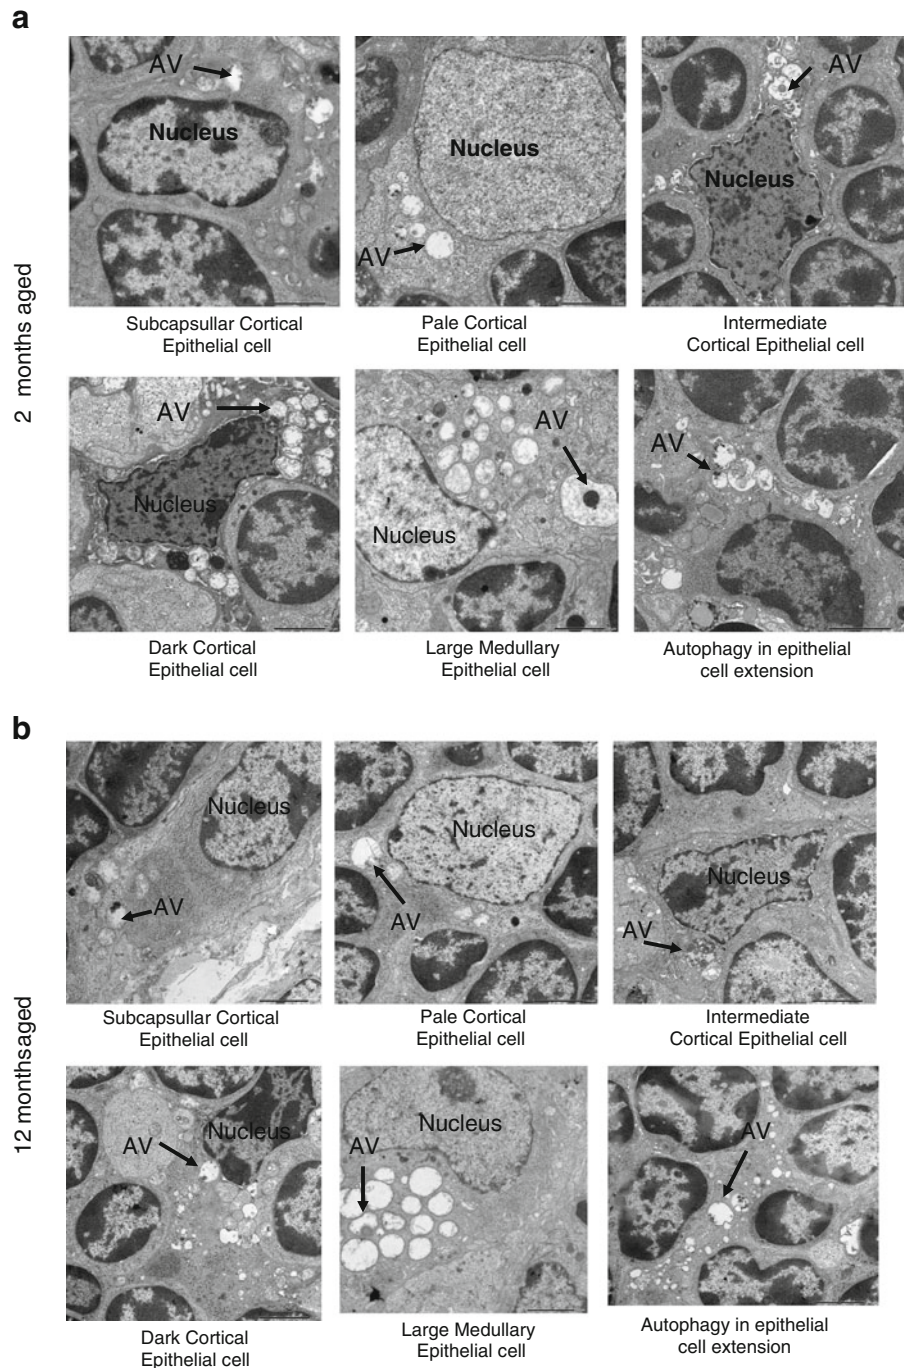 a
AV
Nucleus
AV
Nucleus
AV
Nucleus
2 months aged
Subcapsullar Cortical
Epithelial cell
Pale Cortical
Epithelial cell
Intermediate
Cortical Epithelial cell
AV
Nucleus
AV
Nucleus
AV
Dark Cortical
Epithelial cell
Large Medullary
Epithelial cell
Autophagy in epithelial
cell extension
b
Nucleus
AV
Nucleus
AV
Nucleus
AV
12 monthsaged
Subcapsullar Cortical
Epithelial cell
Pale Cortical
Epithelial cell
Intermediate
Cortical Epithelial cell
Nucleus
AV
Nucleus
AV
AV
Dark Cortical
Epithelial cell
Large Medullary
Epithelial cell
Autophagy in epithelial
cell extension